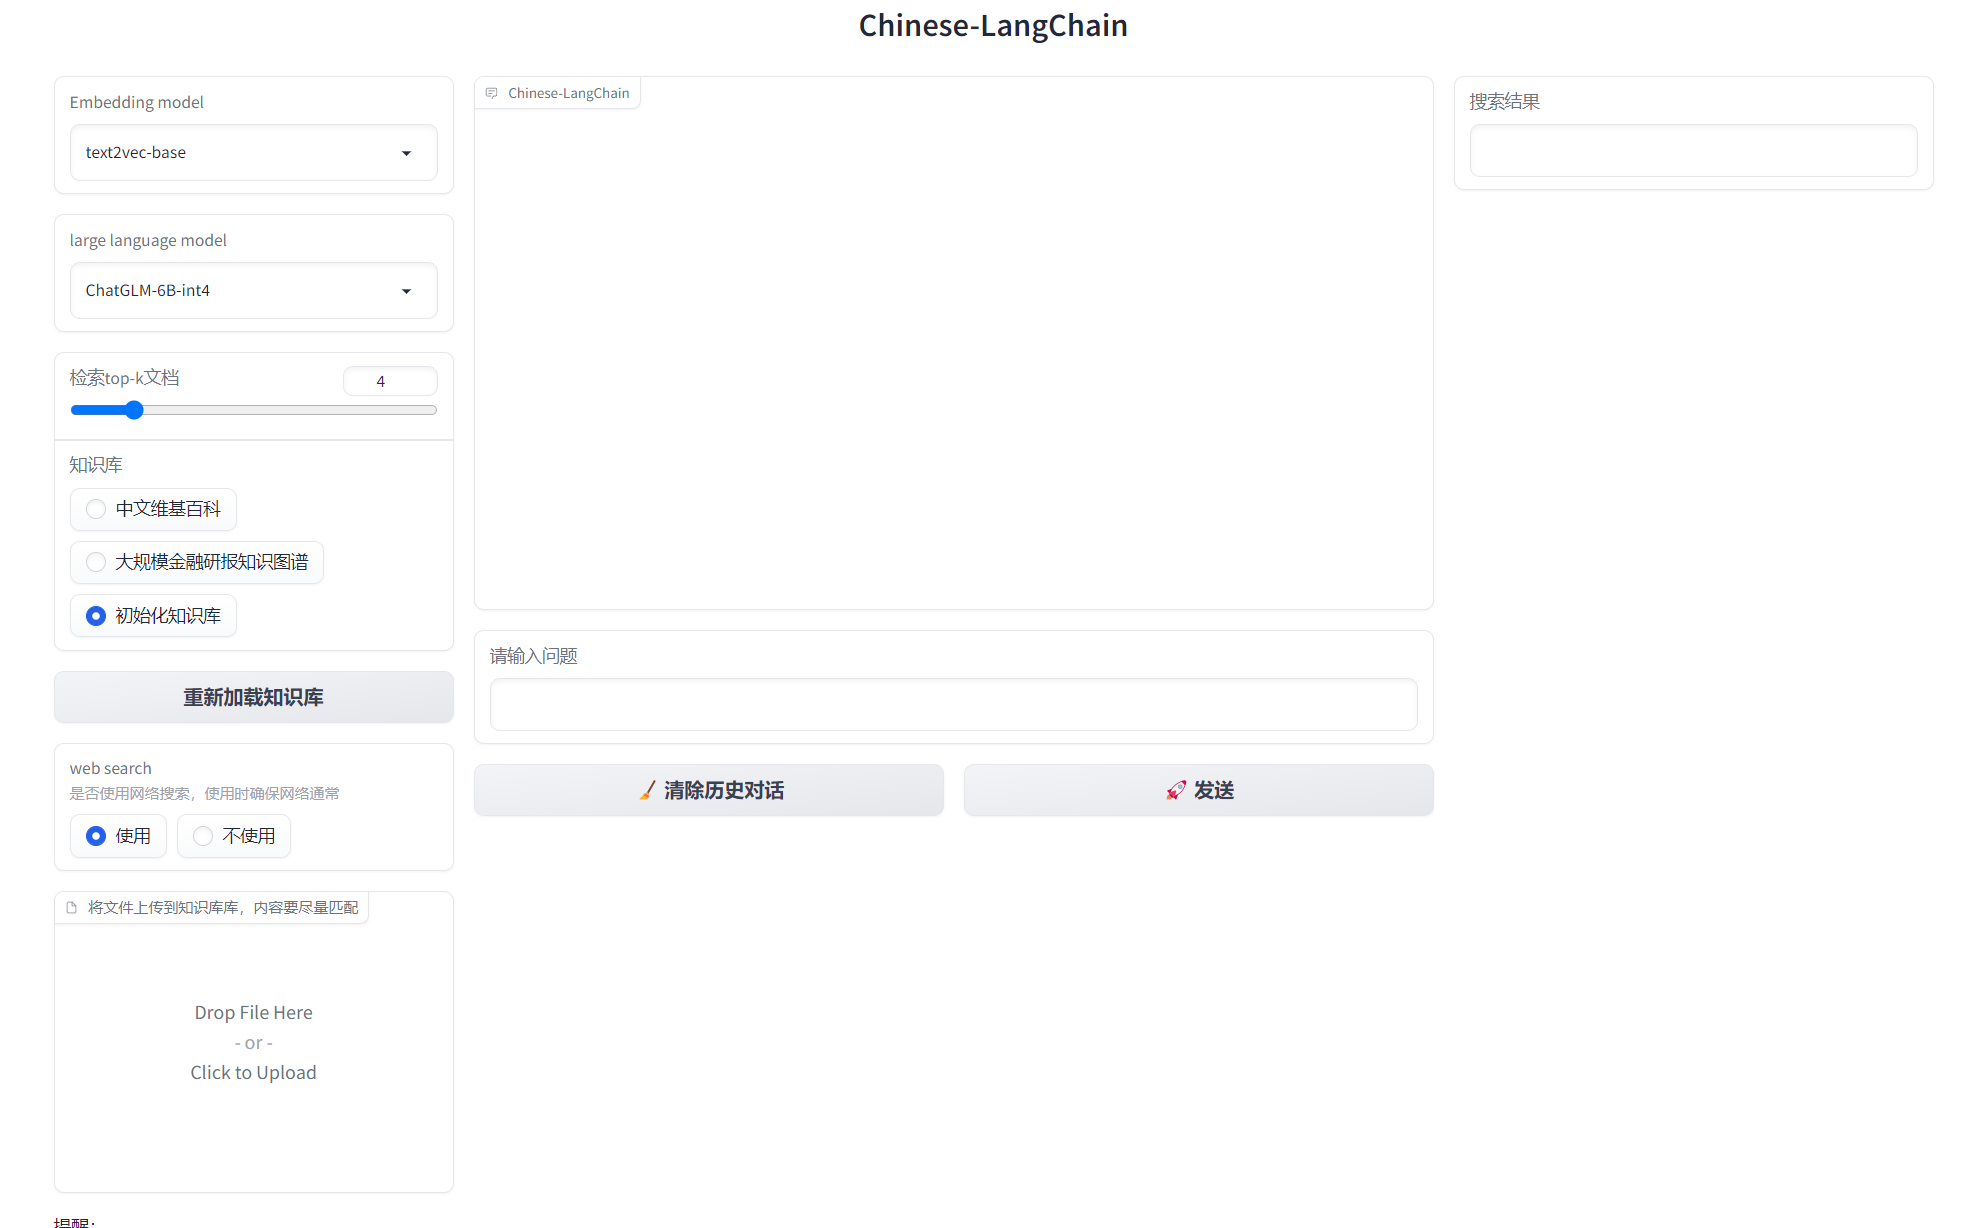 Chinese-LangChain
Embedding model
text2vec-base
large language model
ChatGLM-6B-int4
检索top-k文档
4
知识库
中文维基百科
大规模金融研报知识图谱
初始化知识库
重新加载知识库
web search
是否使用网络搜索，使用时确保网络通常
使用
不使用
将文件上传到知识库库，内容要尽量匹配
Drop File Here
- or -
Click to Upload
提醒：
Chinese-LangChain
请输入问题
🧹 清除历史对话
🚀 发送
搜索结果